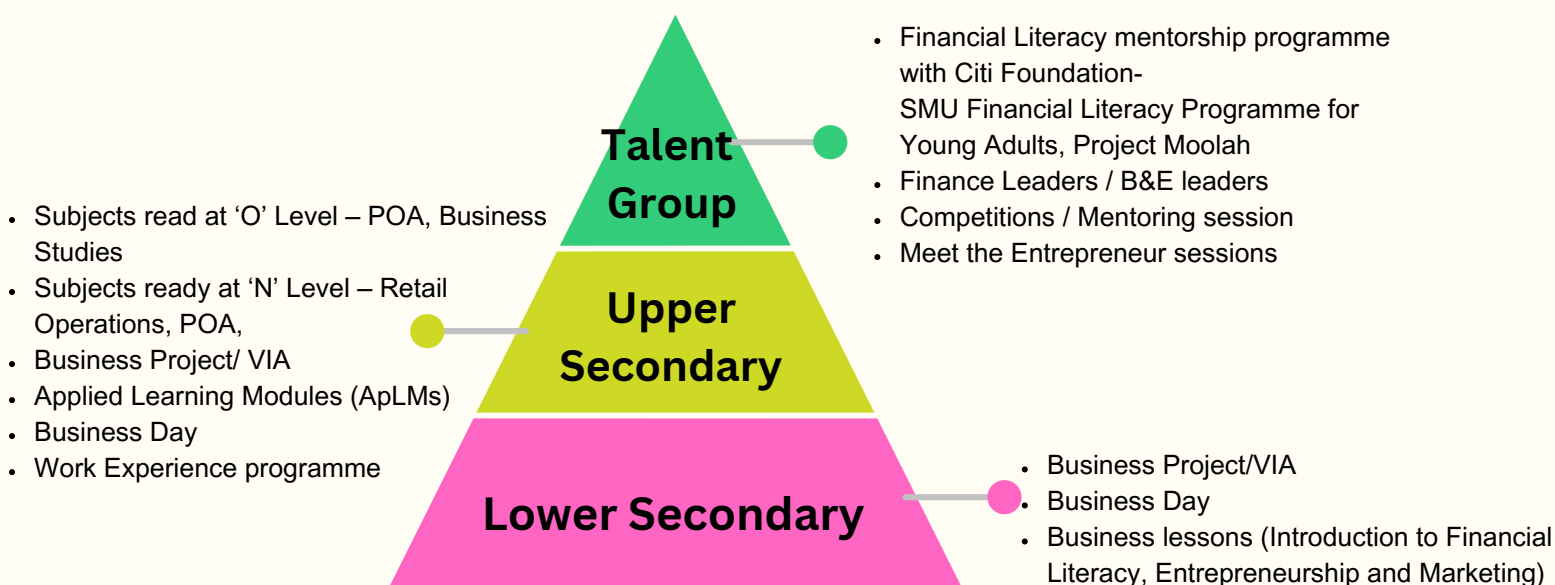 • Financial Literacy mentorship programme
with Citi Foundation-
SMU Financial Literacy Programme for
Young Adults, Project Moolah
• Finance Leaders / B&E leaders
• Competitions / Mentoring session
• Meet the Entrepreneur sessions
Talent
Group
• Subjects read at ‘O’ Level – POA, Business
Studies
• Subjects ready at ‘N’ Level – Retail
Operations, POA,
• Business Project/ VIA
• Applied Learning Modules (ApLMs)
• Business Day
• Work Experience programme
Upper
Secondary
Lower Secondary
• Business Project/VIA
• Business Day
• Business lessons (Introduction to Financial
Literacy, Entrepreneurship and Marketing)